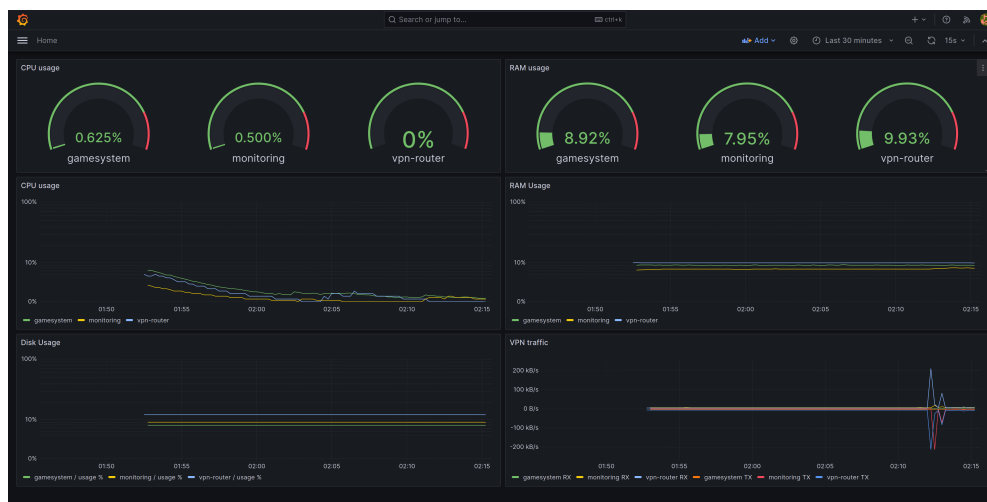 Search or jump to...
ctrl+k
Home
Add
Last 30 minutes
15s
CPU usage
0.625%
gamesystem
0.500%
monitoring
0%
vpn-router
RAM usage
8.92%
gamesystem
7.95%
monitoring
9.93%
vpn-router
CPU usage
100%
10%
0%
01:50 01:55 02:00 02:05 02:10 02:15
gamesystem monitoring vpn-router
RAM Usage
100%
10%
0%
01:50 01:55 02:00 02:05 02:10 02:15
gamesystem monitoring vpn-router
Disk Usage
100%
10%
0%
01:50 01:55 02:00 02:05 02:10 02:15
gamesystem / usage % monitoring / usage % vpn-router / usage %
VPN traffic
200 kB/s
100 kB/s
0 B/s
-100 kB/s
-200 kB/s
01:50 01:55 02:00 02:05 02:10 02:15
gamesystem RX monitoring RX vpn-router RX gamesystem TX monitoring TX vpn-router TX